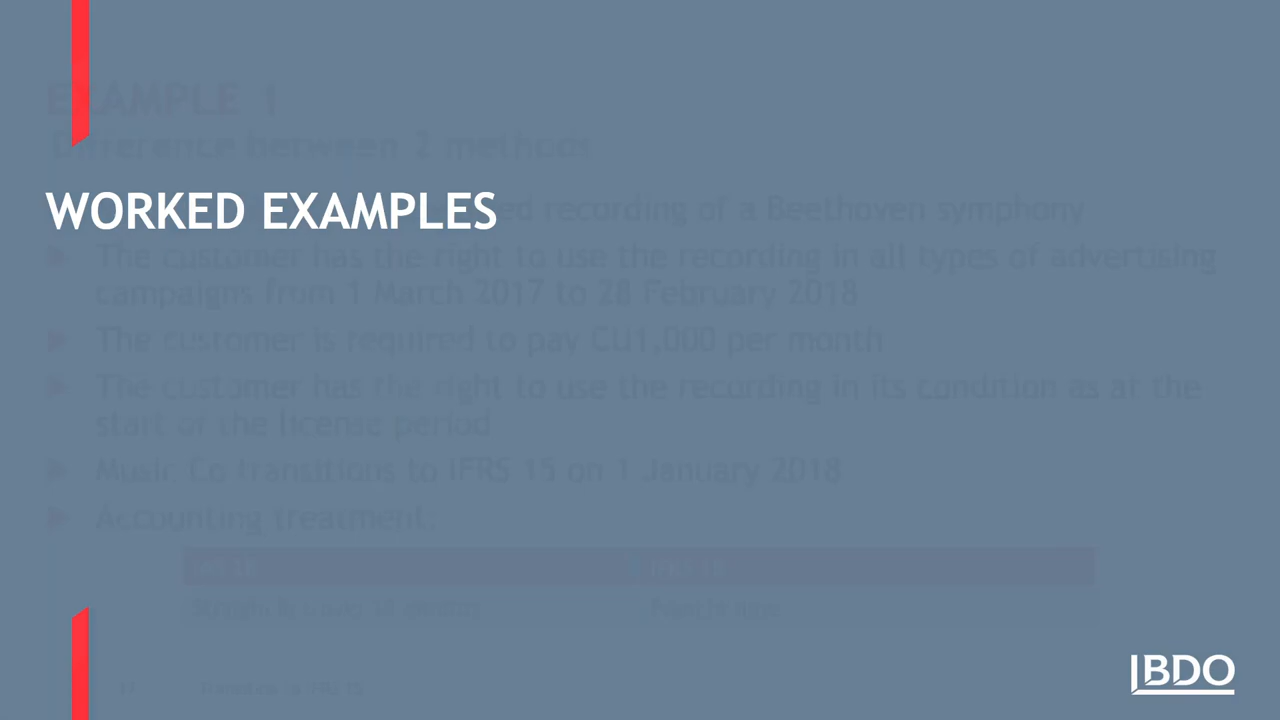 EXAMPLE 1
Difference between 2 methods
WORKED EXAMPLES
recording of a Beethoven symphony
The customer has the right to use the recording in all types of advertising
campaigns from 1 March 2017 to 28 February 2018
The customer is required to pay CU1,000 per month
The customer has the right to use the recording in its condition as at the
start of the license period
Music Co transitions to IFRS 15 on 1 January 2018
Accounting treatment:
BDO